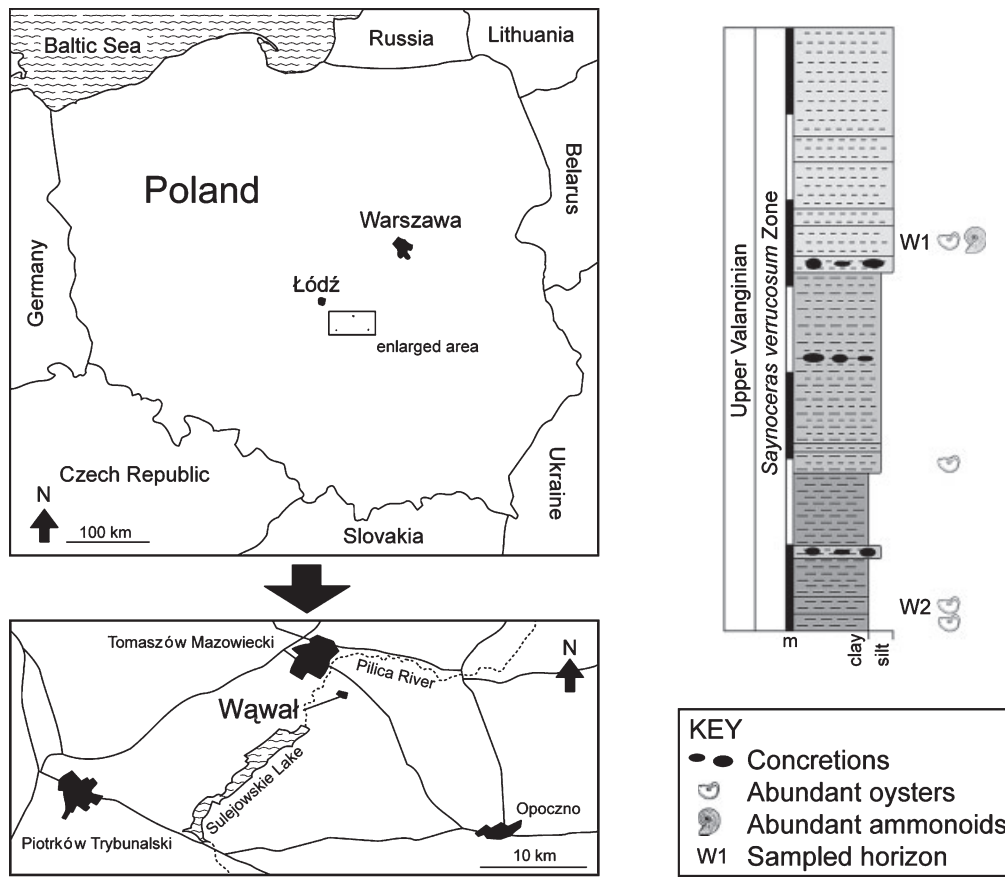 Baltic Sea
Russia
Lithuania
Belarus
Poland
Warszawa
Łódź
enlarged area
Germany
Czech Republic
N
100 km
Slovakia
Ukraine
Tomaszów Mazowiecki
N
Pilica River
Wąwał
Sulejowskie Lake
Piotrków Trybunalski
Opoczno
10 km
Upper Valanginian
Saynoceras verrucosum Zone
W1
W2
m
clay
silt
KEY
Concretions
Abundant oysters
Abundant ammonoids
W1 Sampled horizon